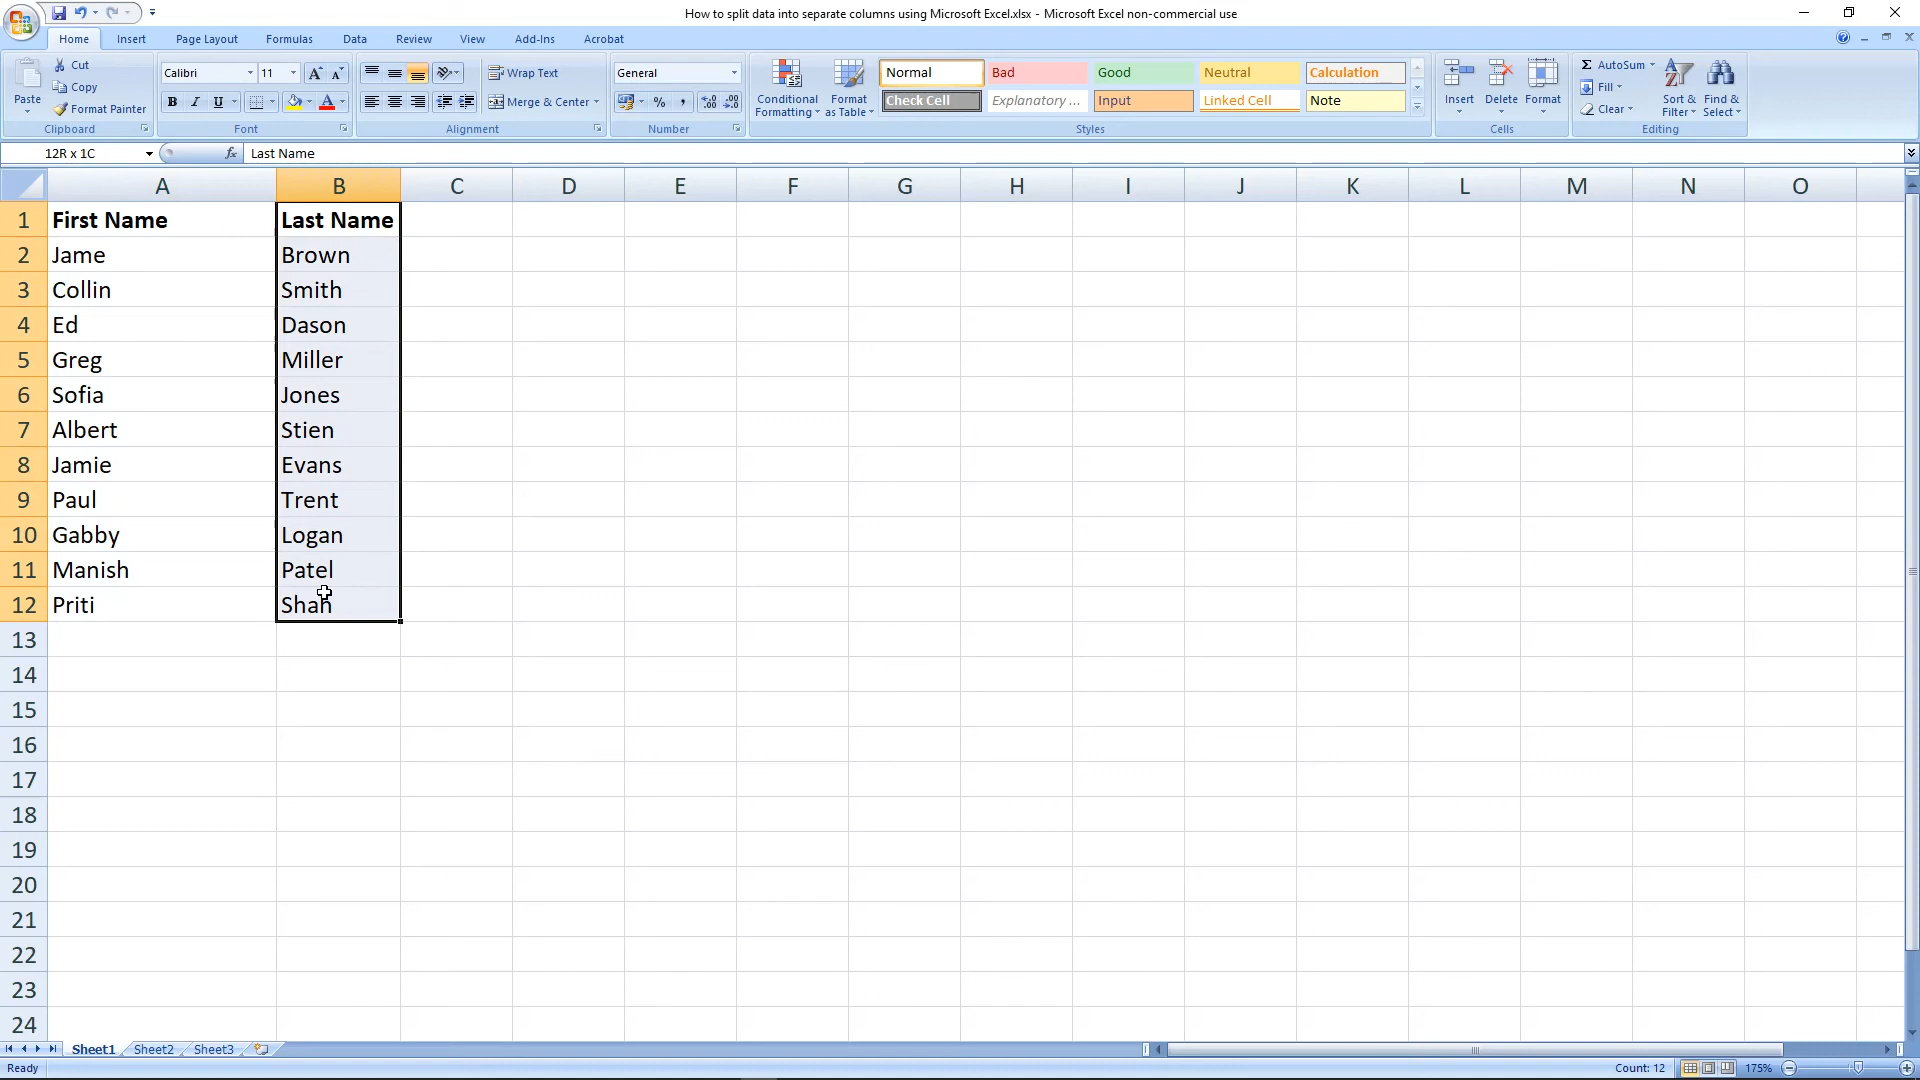 How to split data into separate columns using Microsoft Excel.xlsx - Microsoft Excel non-commercial use
Home Insert Page Layout Formulas Data Review View Add-Ins Acrobat
Paste Cut Copy Format Painter Clipboard
Calibri 11 A A B I U A Font
Wrap Text Merge & Center Alignment
General % , Number
Conditional Formatting Format as Table
Normal Bad Good Neutral Calculation
Check Cell Explanatory ... Input Linked Cell Note
Styles
Insert Delete Format Cells
Σ AutoSum Fill Clear Sort & Filter Find & Select Editing
12R x 1C fx Last Name
A B C D E F G H I J K L M N O
1 First Name Last Name
2 Jame Brown
3 Collin Smith
4 Ed Dason
5 Greg Miller
6 Sofia Jones
7 Albert Stien
8 Jamie Evans
9 Paul Trent
10 Gabby Logan
11 Manish Patel
12 Priti Shah
13
14
15
16
17
18
19
20
21
22
23
24
Sheet1 Sheet2 Sheet3
Ready Count: 12 175%